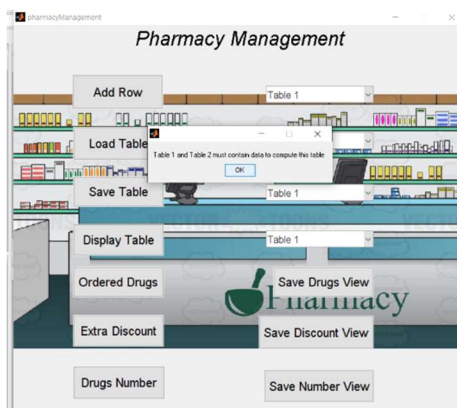 pharmacyManagement
Pharmacy Management
Add Row
Table 1
Load Table
Table 1 and Table 2 must contain data to compute this table
OK
Save Table
Table 1
Display Table
Table 1
Ordered Drugs
Save Drugs View
Pharmacy
Extra Discount
Save Discount View
Drugs Number
Save Number View